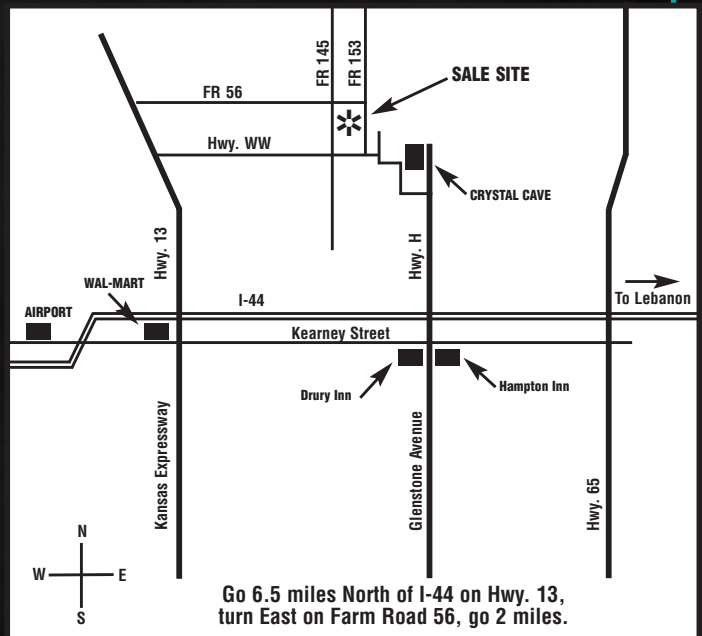 FR 145
FR 153
SALE SITE
FR 56
Hwy. WW
CRYSTAL CAVE
Hwy. 13
Hwy. H
WAL-MART
I-44
To Lebanon
AIRPORT
Kearney Street
Drury Inn
Hampton Inn
Kansas Expressway
Glenstone Avenue
Hwy. 65
N
W
E
S
Go 6.5 miles North of I-44 on Hwy. 13,
turn East on Farm Road 56, go 2 miles.